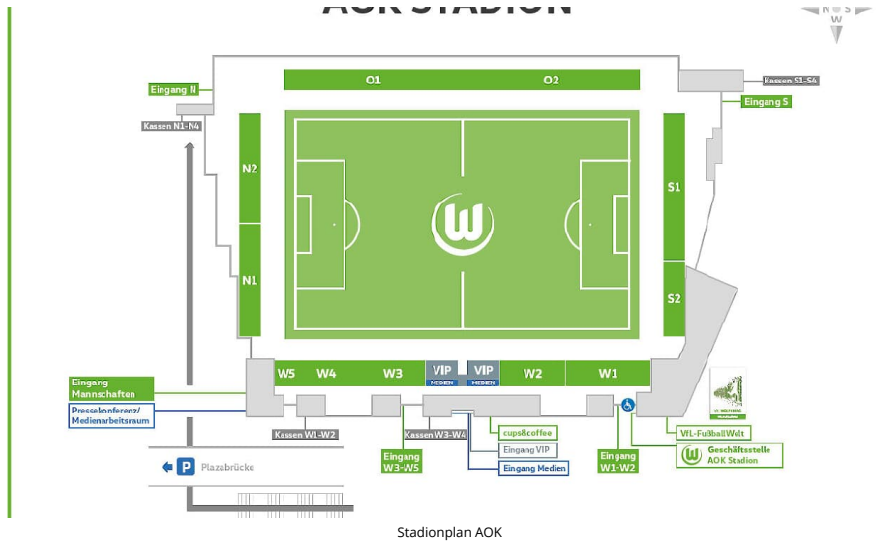 AOK STADION
N S
W
O1
O2
Kassen S1-S4
Eingang N
Eingang S
Kassen N1-N4
N2
S1
N1
S2
W5
W4
W3
VIP
VIP
W2
W1
MEDIEN
MEDIEN
Eingang
Mannschaften
Pressekonferenz/
Medienarbeitsraum
Kassen W1-W2
Kassen W3-W4
cups&coffee
VfL-FußballWelt
Eingang VIP
Eingang
W3-W5
Eingang
W1-W2
Geschäftsstelle
AOK Stadion
Eingang Medien
P
Plazabrücke
Stadionplan AOK